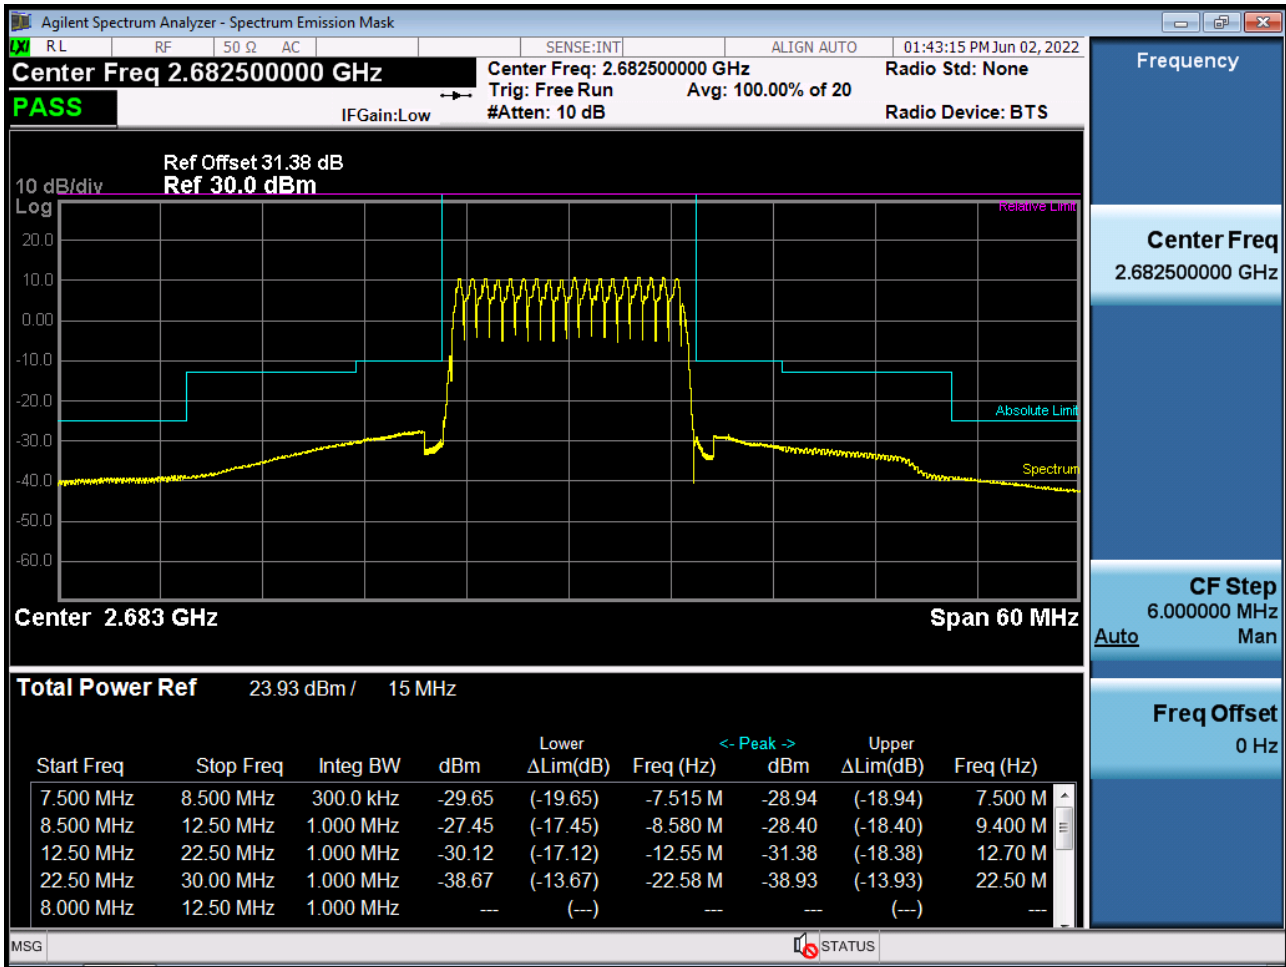 Agilent Spectrum Analyzer - Spectrum Emission Mask
LXI RL RF 50 Ω AC SENSE:INT ALIGN AUTO 01:43:15 PM Jun 02, 2022
Center Freq 2.682500000 GHz
Center Freq: 2.682500000 GHz
Radio Std: None
Trig: Free Run
Avg: 100.00% of 20
PASS
IFGain:Low
#Atten: 10 dB
Radio Device: BTS
Ref Offset 31.38 dB
10 dB/div Ref 30.0 dBm
Log
Relative Limit
20.0
10.0
0.00
-10.0
-20.0
Absolute Limit
-30.0
Spectrum
-40.0
-50.0
-60.0
Center 2.683 GHz
Span 60 MHz
Total Power Ref 23.93 dBm / 15 MHz
Lower <- Peak -> Upper
Start Freq Stop Freq Integ BW dBm ΔLim(dB) Freq (Hz) dBm ΔLim(dB) Freq (Hz)
7.500 MHz 8.500 MHz 300.0 kHz -29.65 (-19.65) -7.515 M -28.94 (-18.94) 7.500 M
8.500 MHz 12.50 MHz 1.000 MHz -27.45 (-17.45) -8.580 M -28.40 (-18.40) 9.400 M
12.50 MHz 22.50 MHz 1.000 MHz -30.12 (-17.12) -12.55 M -31.38 (-18.38) 12.70 M
22.50 MHz 30.00 MHz 1.000 MHz -38.67 (-13.67) -22.58 M -38.93 (-13.93) 22.50 M
8.000 MHz 12.50 MHz 1.000 MHz --- (---) --- --- (---) ---
MSG
STATUS
Frequency
Center Freq
2.682500000 GHz
CF Step
6.000000 MHz
Auto Man
Freq Offset
0 Hz